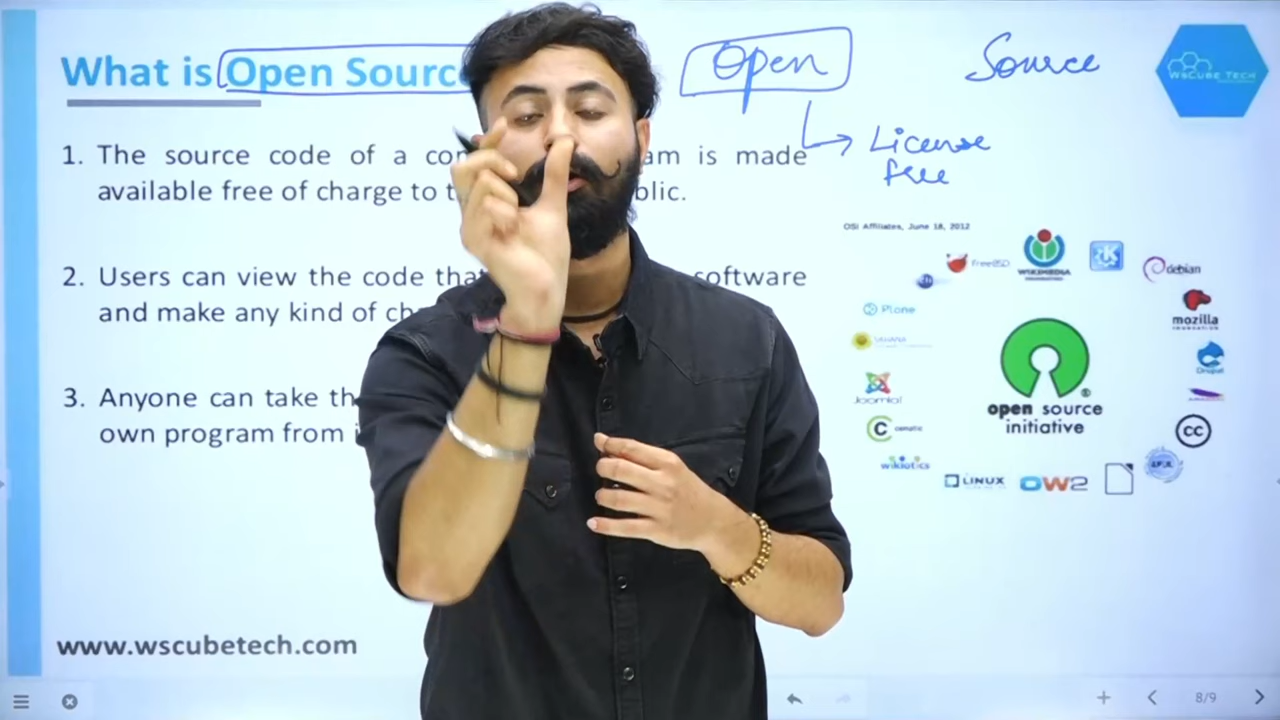 What is Open Sourc
Open
Source
WSCUBE TECH
License
free
1. The source code of a co am is made
available free of charge to t blic.
2. Users can view the code tha software
and make any kind of ch
3. Anyone can take th
own program from i
OSI Affiliates, June 18, 2012
freeBSD
WIKIMEDIA
debian
Plone
mozilla
Drupal
Joomla!
open source
initiative
cc
wikiotics
LINUX
OW2
www.wscubetech.com
8/9